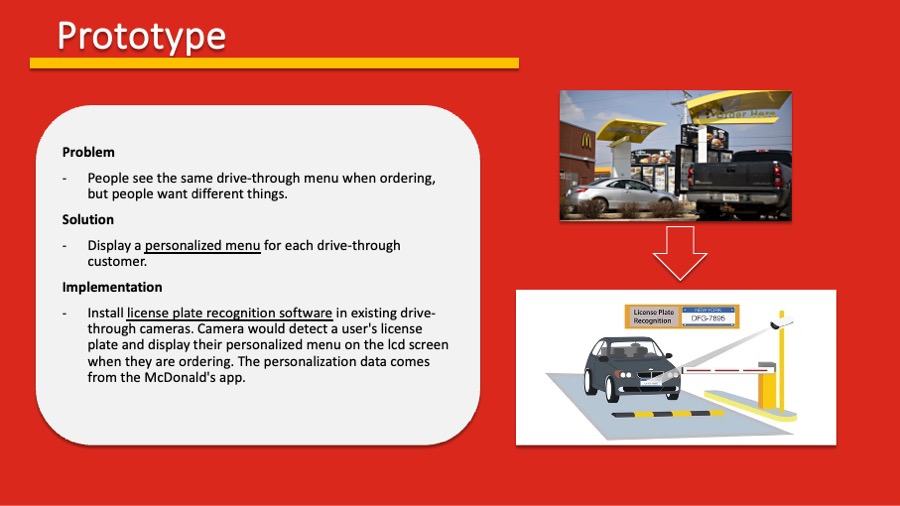 Prototype
Problem
- People see the same drive-through menu when ordering,
but people want different things.
Solution
- Display a personalized menu for each drive-through
customer.
Implementation
- Install license plate recognition software in existing drive-
through cameras. Camera would detect a user's license
plate and display their personalized menu on the lcd screen
when they are ordering. The personalization data comes
from the McDonald's app.
Order Here
License Plate
Recognition
NEW YORK
DFG-7895